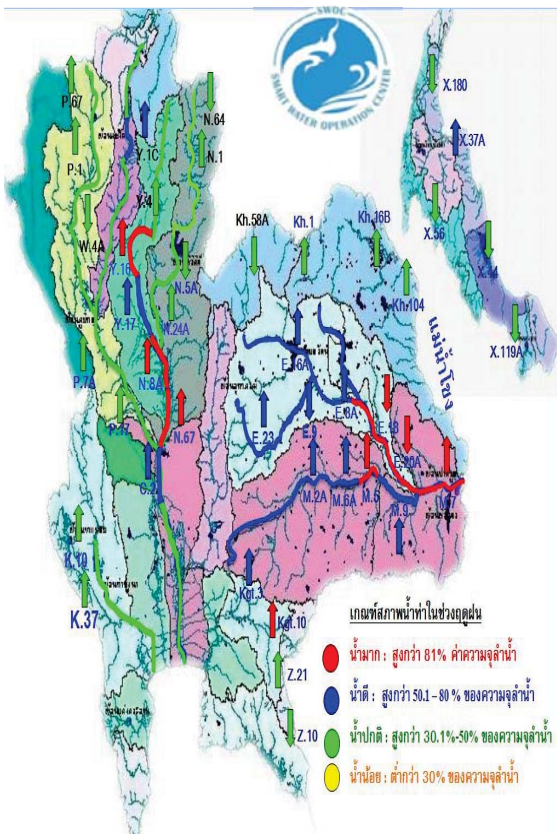 SWOC
SMART WATER OPERATION CENTER
P.67
N.64
X.180
Y.1C
N.1
X.37A
P.1
Y.4
Kh.58A
Kh.1
Kh.16B
X.56
W.4A
Y.16
N.5A
Kh.104
X.44
Y.17
N.24A
แม่น้ำโขง
X.119A
P.7A
N.8A
E.16A
E.8A
P.17
N.67
E.23
E.9
E.18
E.20A
C.2
M.2A
M.6A
M.5
M.9
M.7
K.10
Kgt.3
K.37
Kgt.10
เกณฑ์สภาพน้ำท่าในช่วงฤดูฝน
Z.21
น้ำมาก : สูงกว่า 81% ค่าความจุลำน้ำ
น้ำดี : สูงกว่า 50.1 – 80 % ของความจุลำน้ำ
Z.10
น้ำปกติ : สูงกว่า 30.1%-50% ของความจุลำน้ำ
น้ำน้อย : ต่ำกว่า 30% ของความจุลำน้ำ